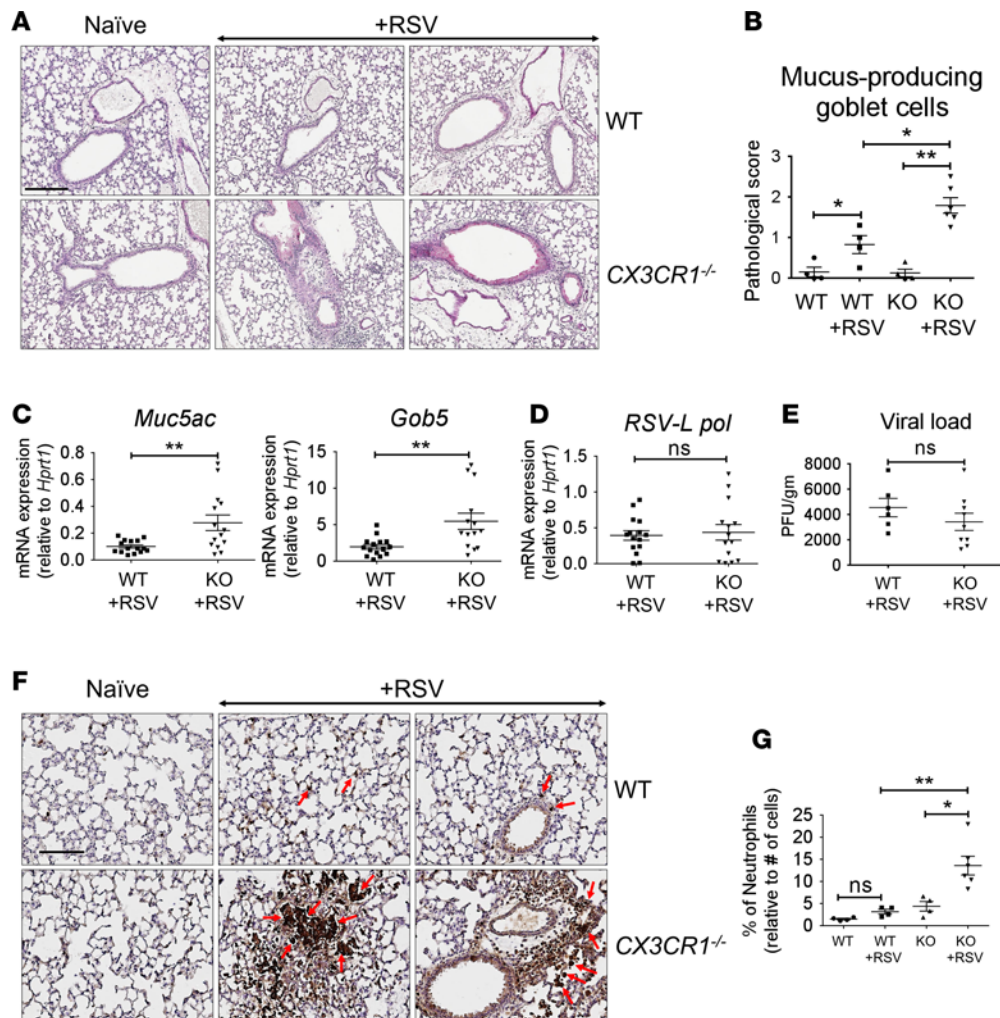 A
Naïve
+RSV
WT
CX3CR1-/-
B
Mucus-producing
goblet cells
*
**
*
Pathological score
3
2
1
0
WT
WT
+RSV
KO
KO
+RSV
C
Muc5ac
**
mRNA expression
(relative to Hprt1)
0.8
0.6
0.4
0.2
0.0
WT
+RSV
KO
+RSV
Gob5
**
15
10
5
0
WT
+RSV
KO
+RSV
D
RSV-L pol
ns
mRNA expression
(relative to Hprt1)
1.5
1.0
0.5
0.0
WT
+RSV
KO
+RSV
E
Viral load
ns
PFU/gm
8000
6000
4000
2000
0
WT
+RSV
KO
+RSV
F
Naïve
+RSV
WT
CX3CR1-/-
G
**
*
ns
% of Neutrophils
(relative to # of cells)
25
20
15
10
5
0
WT
WT
+RSV
KO
KO
+RSV